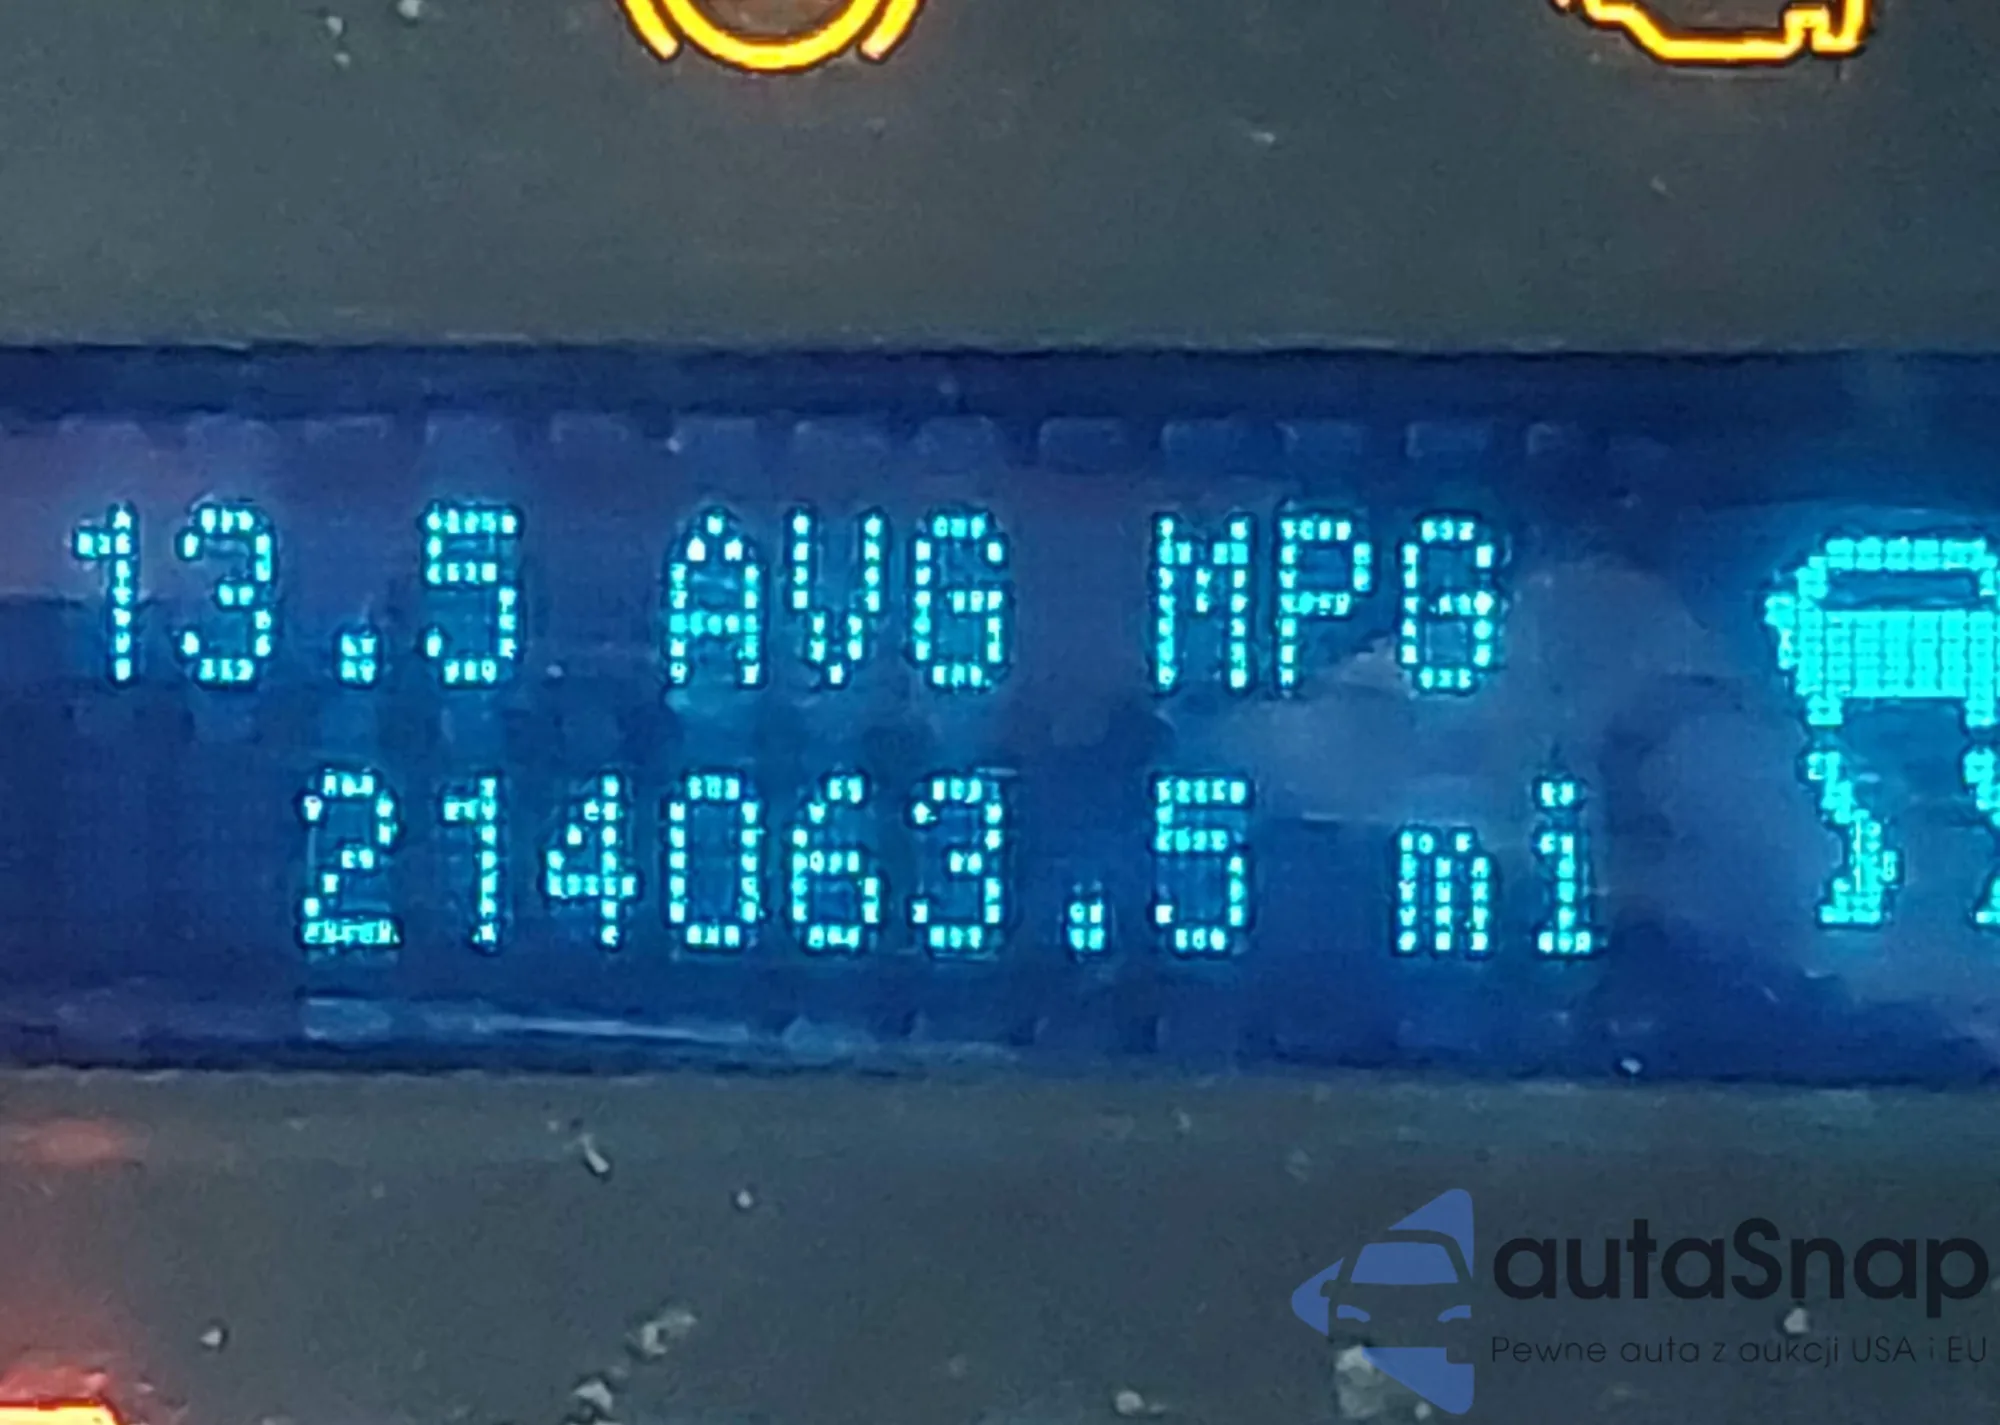 13.5 AVG MPG
214063.5 mi
autaSnap
Pewne auta z aukcji USA i EU